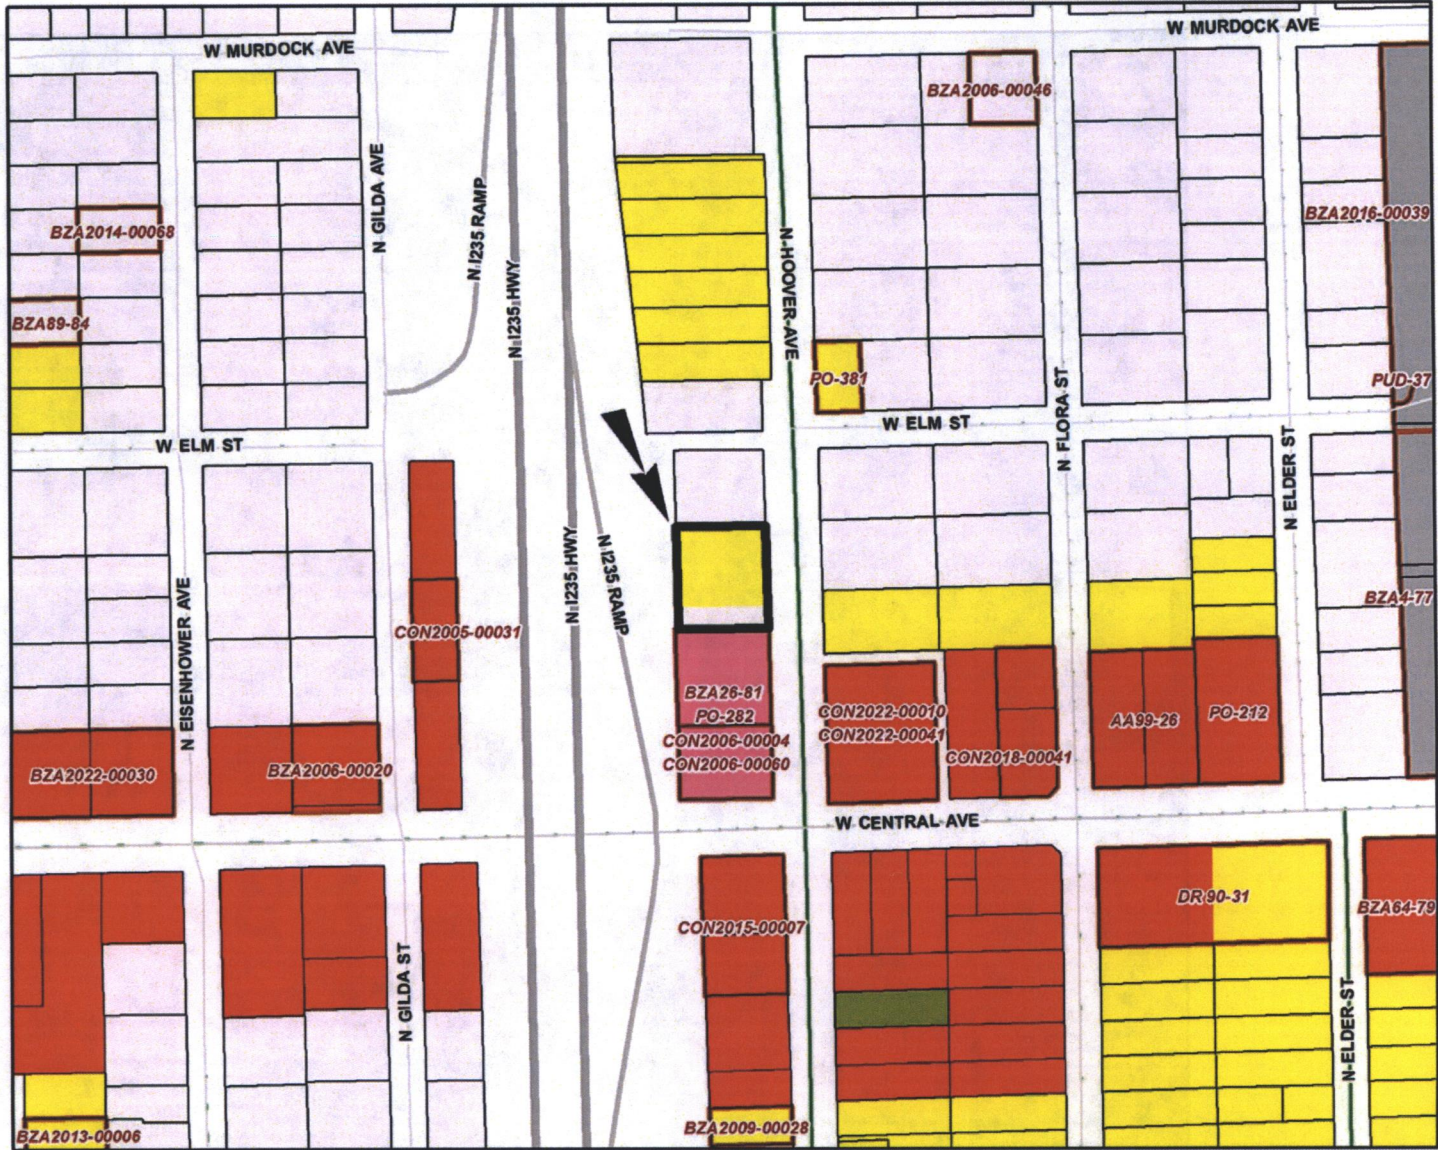 W MURDOCK AVE
W MURDOCK AVE
BZA2006-00046
N GILDA AVE
N I235 RAMP
BZA2014-00068
BZA2016-00039
N HOOVER AVE
N I235 HWY
BZA89-84
PO-381
PUD-37
N FLORA ST
W ELM ST
W ELM ST
N ELDER ST
N I235 HWY
N I235 RAMP
N EISENHOWER AVE
CON2005-00031
BZA4-77
BZA26-81
PO-282
CON2006-00004
CON2006-00060
CON2022-00010
CON2022-00041
AA99-26
PO-212
CON2018-00041
BZA2022-00030
BZA2006-00020
W CENTRAL AVE
DR 90-31
BZA64-79
CON2015-00007
N GILDA ST
N ELDER ST
BZA2013-00006
BZA2009-00028